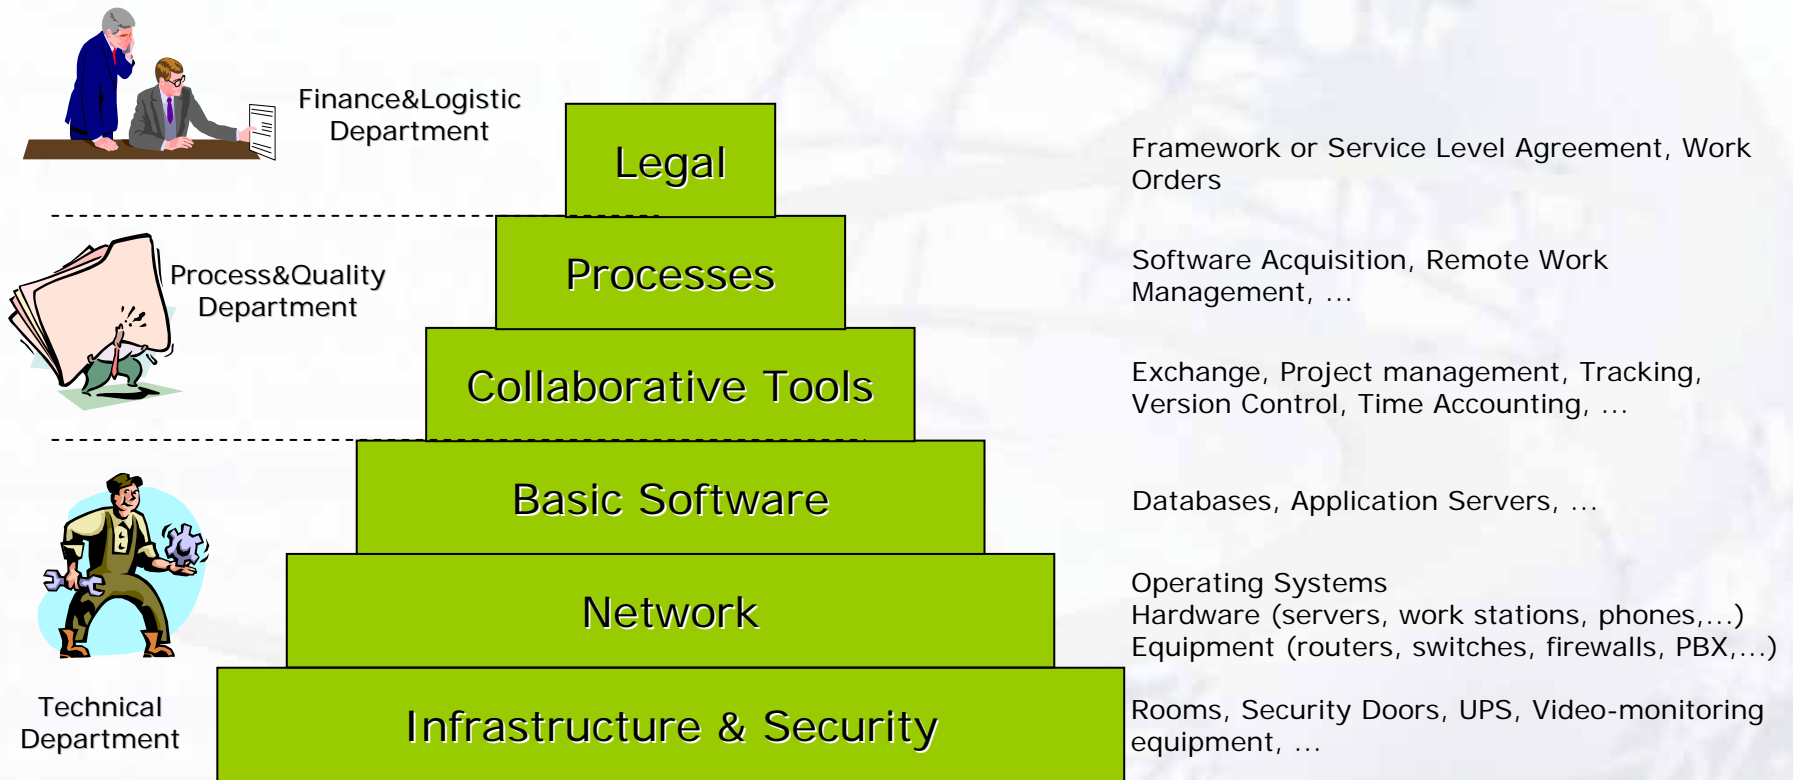 Finance&Logistic
Department
Legal
Framework or Service Level Agreement, Work
Orders
Process&Quality
Department
Processes
Software Acquisition, Remote Work
Management, ...
Collaborative Tools
Exchange, Project management, Tracking,
Version Control, Time Accounting, ...
Basic Software
Databases, Application Servers, ...
Network
Operating Systems
Hardware (servers, work stations, phones,...)
Equipment (routers, switches, firewalls, PBX,...)
Technical
Department
Infrastructure & Security
Rooms, Security Doors, UPS, Video-monitoring
equipment, ...